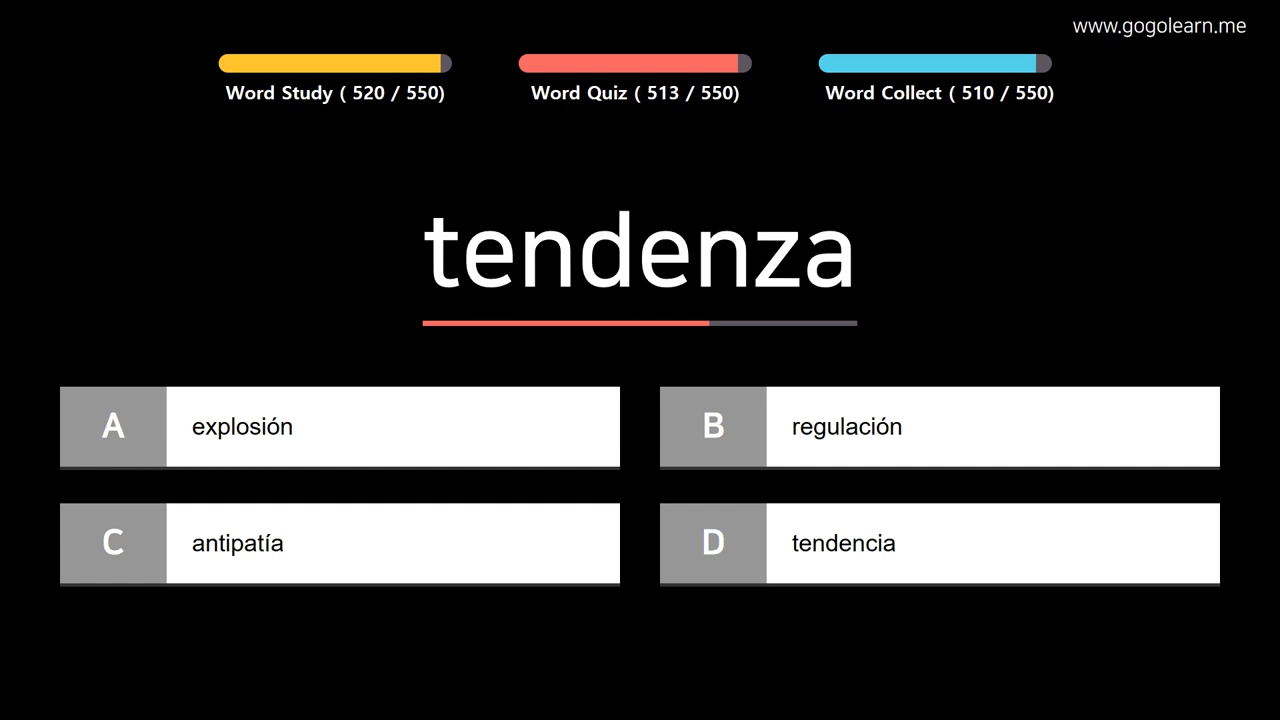 www.gogolearn.me
Word Study ( 520 / 550)
Word Quiz ( 513 / 550)
Word Collect ( 510 / 550)
tendenza
A explosión
B regulación
C antipatía
D tendencia